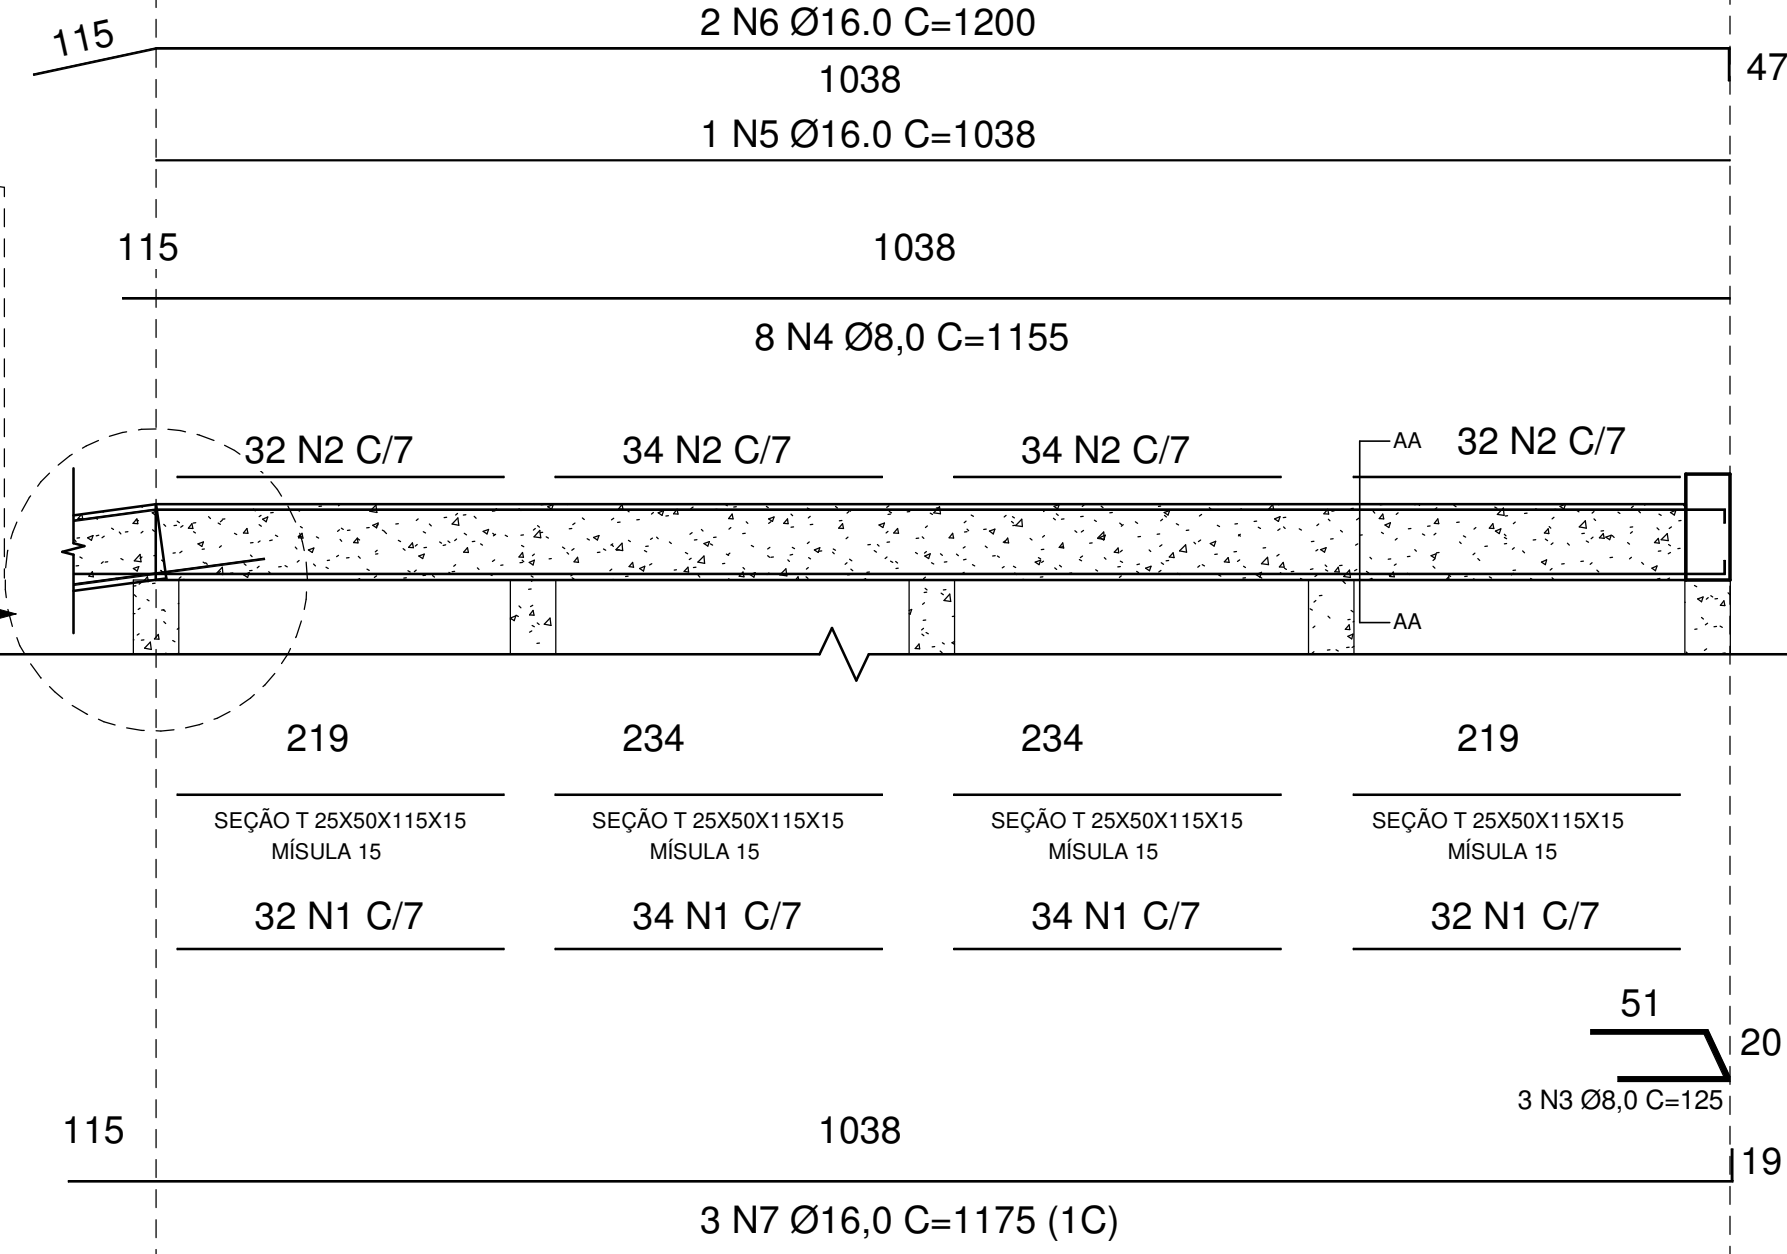 2 N6 Ø16.0 C=1200
115
47
1038
1 N5 Ø16.0 C=1038
115 1038
8 N4 Ø8,0 C=1155
32 N2 C/7 34 N2 C/7 34 N2 C/7 AA 32 N2 C/7
AA
219 234 234 219
SEÇÃO T 25X50X115X15 SEÇÃO T 25X50X115X15 SEÇÃO T 25X50X115X15 SEÇÃO T 25X50X115X15
MÍSULA 15 MÍSULA 15 MÍSULA 15 MÍSULA 15
32 N1 C/7 34 N1 C/7 34 N1 C/7 32 N1 C/7
51
20
3 N3 Ø8,0 C=125
115 1038
19
3 N7 Ø16,0 C=1175 (1C)